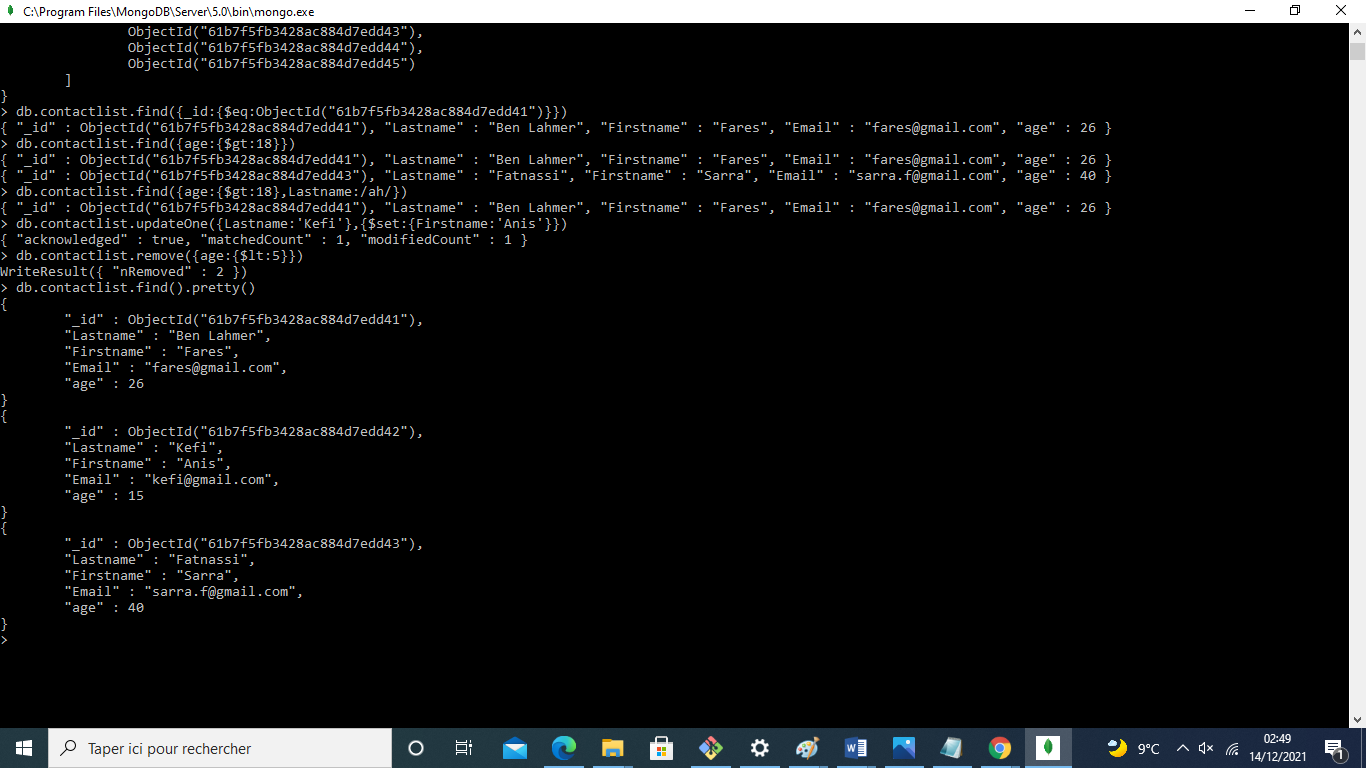 C:\Program Files\MongoDB\Server\5.0\bin\mongo.exe
ObjectId("61b7f5fb3428ac884d7edd43"),
ObjectId("61b7f5fb3428ac884d7edd44"),
ObjectId("61b7f5fb3428ac884d7edd45")
]
}
> db.contactlist.find({_id:{$eq:ObjectId("61b7f5fb3428ac884d7edd41")}})
{ "_id" : ObjectId("61b7f5fb3428ac884d7edd41"), "Lastname" : "Ben Lahmer", "Firstname" : "Fares", "Email" : "fares@gmail.com", "age" : 26 }
> db.contactlist.find({age:{$gt:18}})
{ "_id" : ObjectId("61b7f5fb3428ac884d7edd41"), "Lastname" : "Ben Lahmer", "Firstname" : "Fares", "Email" : "fares@gmail.com", "age" : 26 }
{ "_id" : ObjectId("61b7f5fb3428ac884d7edd43"), "Lastname" : "Fatnassi", "Firstname" : "Sarra", "Email" : "sarra.f@gmail.com", "age" : 40 }
> db.contactlist.find({age:{$gt:18},Lastname:/ah/})
{ "_id" : ObjectId("61b7f5fb3428ac884d7edd41"), "Lastname" : "Ben Lahmer", "Firstname" : "Fares", "Email" : "fares@gmail.com", "age" : 26 }
> db.contactlist.updateOne({Lastname:'Kefi'},{$set:{Firstname:'Anis'}})
{ "acknowledged" : true, "matchedCount" : 1, "modifiedCount" : 1 }
> db.contactlist.remove({age:{$lt:5}})
WriteResult({ "nRemoved" : 2 })
> db.contactlist.find().pretty()
{
"_id" : ObjectId("61b7f5fb3428ac884d7edd41"),
"Lastname" : "Ben Lahmer",
"Firstname" : "Fares",
"Email" : "fares@gmail.com",
"age" : 26
}
{
"_id" : ObjectId("61b7f5fb3428ac884d7edd42"),
"Lastname" : "Kefi",
"Firstname" : "Anis",
"Email" : "kefi@gmail.com",
"age" : 15
}
{
"_id" : ObjectId("61b7f5fb3428ac884d7edd43"),
"Lastname" : "Fatnassi",
"Firstname" : "Sarra",
"Email" : "sarra.f@gmail.com",
"age" : 40
}
>
Taper ici pour rechercher
9°C
02:49
14/12/2021
1